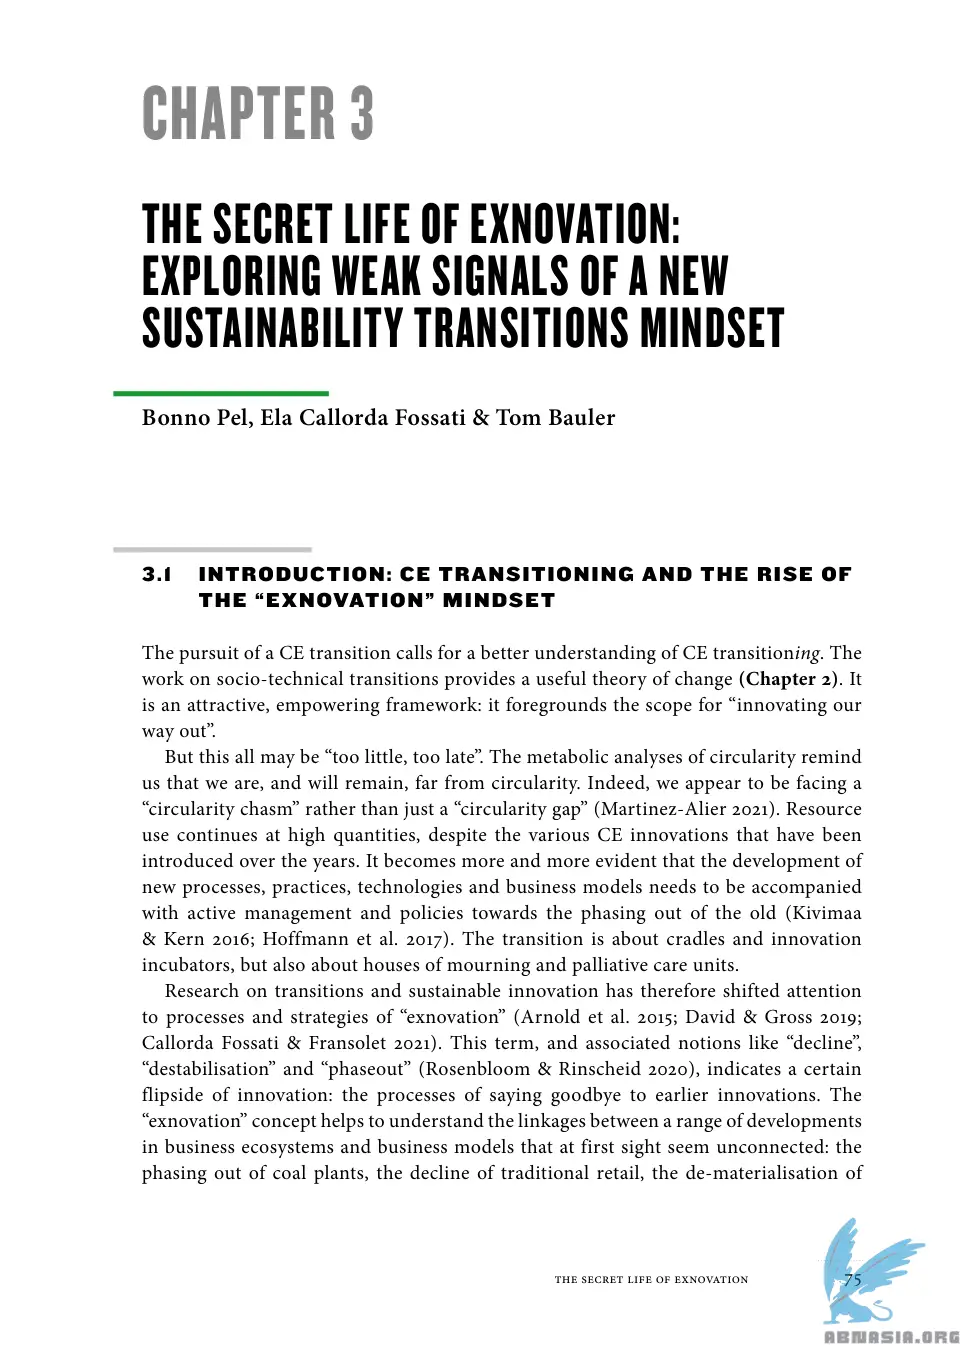 CHAPTER 3
THE SECRET LIFE OF EXNOVATION:
EXPLORING WEAK SIGNALS OF A NEW
SUSTAINABILITY TRANSITIONS MINDSET
Bonno Pel, Ela Callorda Fossati & Tom Bauler
3.1 INTRODUCTION: CE TRANSITIONING AND THE RISE OF
THE “EXNOVATION” MINDSET
The pursuit of a CE transition calls for a better understanding of CE transitioning. The
work on socio-technical transitions provides a useful theory of change (Chapter 2). It
is an attractive, empowering framework: it foregrounds the scope for “innovating our
way out”.
But this all may be “too little, too late”. The metabolic analyses of circularity remind
us that we are, and will remain, far from circularity. Indeed, we appear to be facing a
“circularity chasm” rather than just a “circularity gap” (Martinez-Alier 2021). Resource
use continues at high quantities, despite the various CE innovations that have been
introduced over the years. It becomes more and more evident that the development of
new processes, practices, technologies and business models needs to be accompanied
with active management and policies towards the phasing out of the old (Kivimaa
& Kern 2016; Hoffmann et al. 2017). The transition is about cradles and innovation
incubators, but also about houses of mourning and palliative care units.
Research on transitions and sustainable innovation has therefore shifted attention
to processes and strategies of “exnovation” (Arnold et al. 2015; David & Gross 2019;
Callorda Fossati & Fransolet 2021). This term, and associated notions like “decline”,
“destabilisation” and “phaseout” (Rosenbloom & Rinscheid 2020), indicates a certain
flipside of innovation: the processes of saying goodbye to earlier innovations. The
“exnovation” concept helps to understand the linkages between a range of developments
in business ecosystems and business models that at first sight seem unconnected: the
phasing out of coal plants, the decline of traditional retail, the de-materialisation of
THE SECRET LIFE OF EXNOVATION 75
ABNASIA.ORG